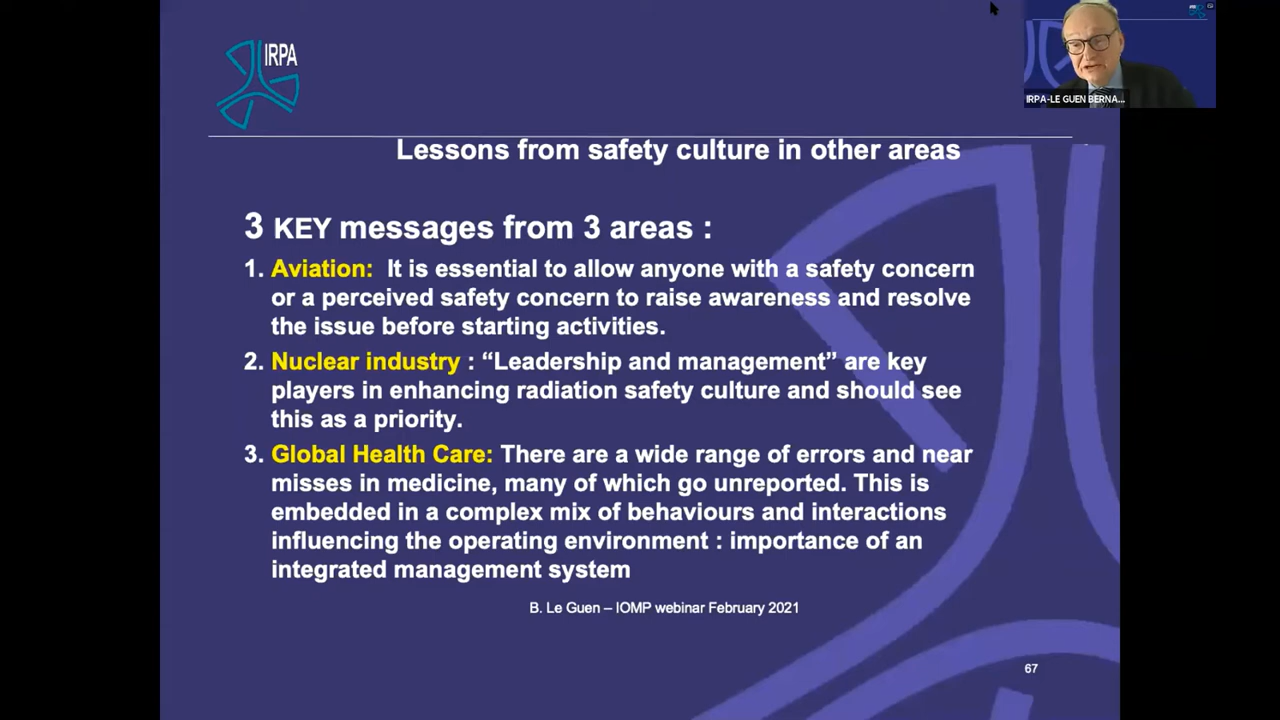 IRPA
IRPA-LE GUEN BERNA...
Lessons from safety culture in other areas
3 KEY messages from 3 areas :
1. Aviation: It is essential to allow anyone with a safety concern
or a perceived safety concern to raise awareness and resolve
the issue before starting activities.
2. Nuclear industry : “Leadership and management” are key
players in enhancing radiation safety culture and should see
this as a priority.
3. Global Health Care: There are a wide range of errors and near
misses in medicine, many of which go unreported. This is
embedded in a complex mix of behaviours and interactions
influencing the operating environment : importance of an
integrated management system
B. Le Guen – IOMP webinar February 2021
67